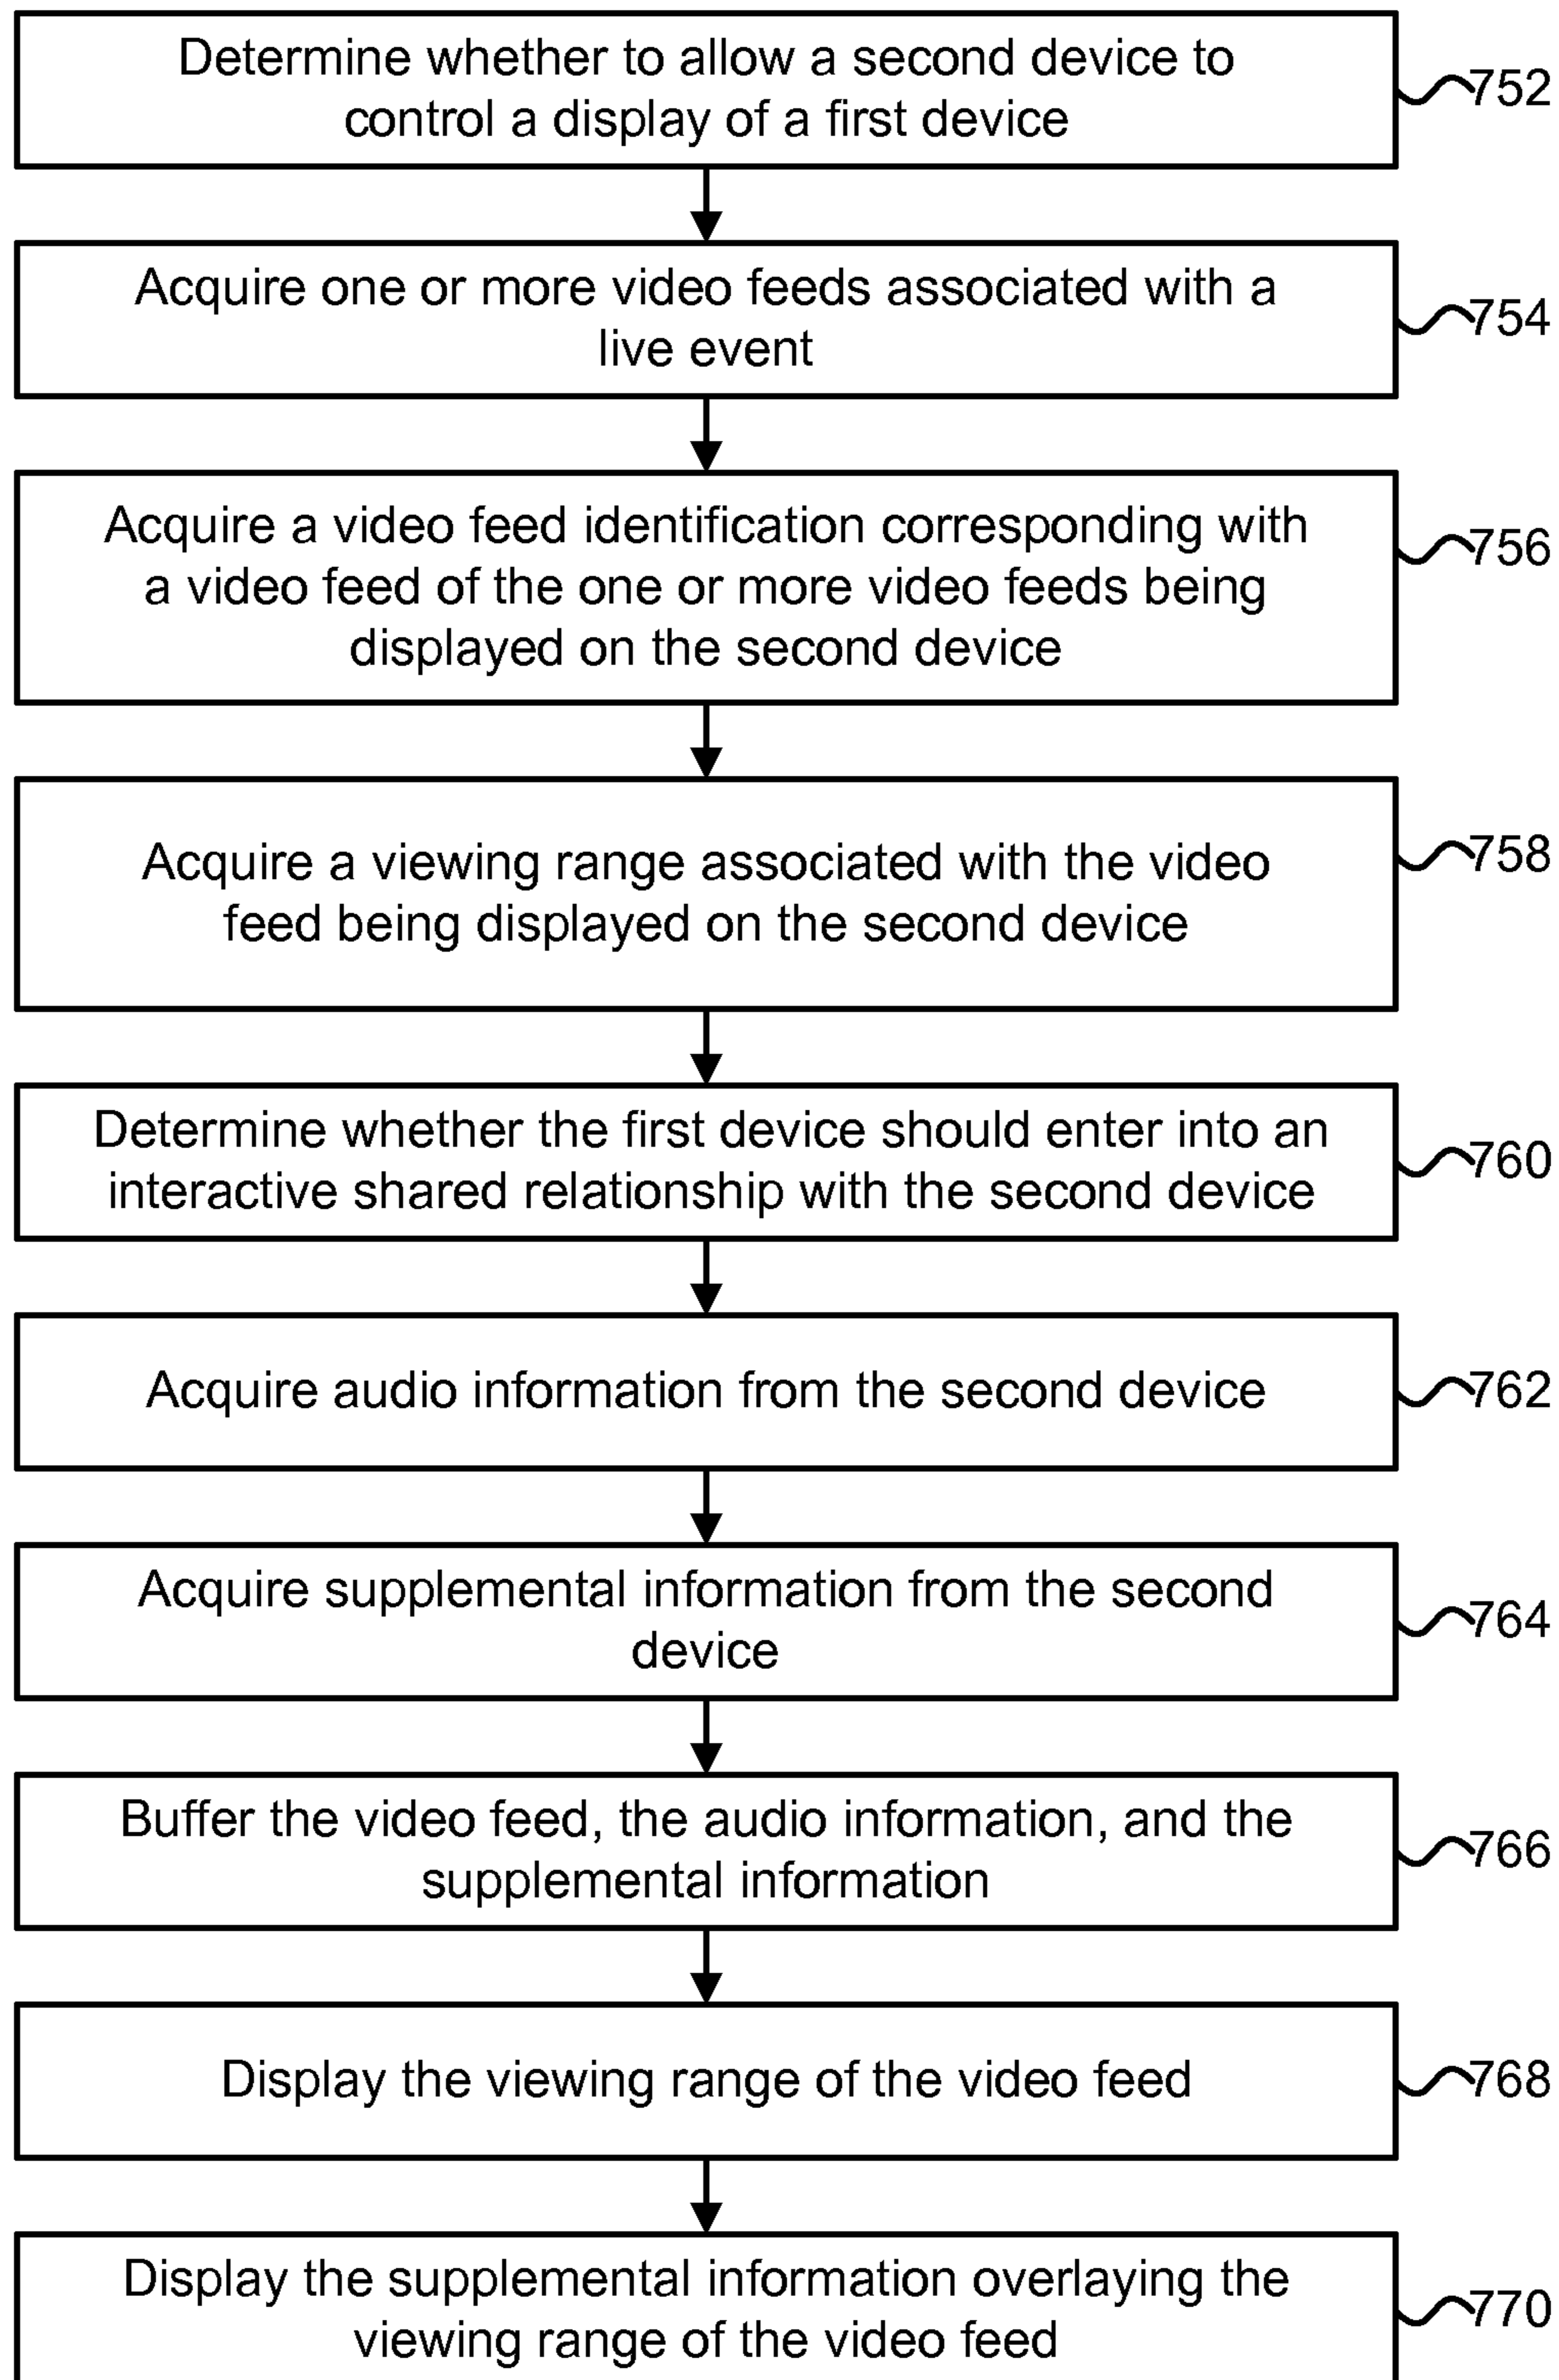 Determine whether to allow a second device to
control a display of a first device
752
Acquire one or more video feeds associated with a
live event
754
Acquire a video feed identification corresponding with
a video feed of the one or more video feeds being
displayed on the second device
756
Acquire a viewing range associated with the video
feed being displayed on the second device
758
Determine whether the first device should enter into an
interactive shared relationship with the second device
760
Acquire audio information from the second device
762
Acquire supplemental information from the second
device
764
Buffer the video feed, the audio information, and the
supplemental information
766
Display the viewing range of the video feed
768
Display the supplemental information overlaying the
viewing range of the video feed
770